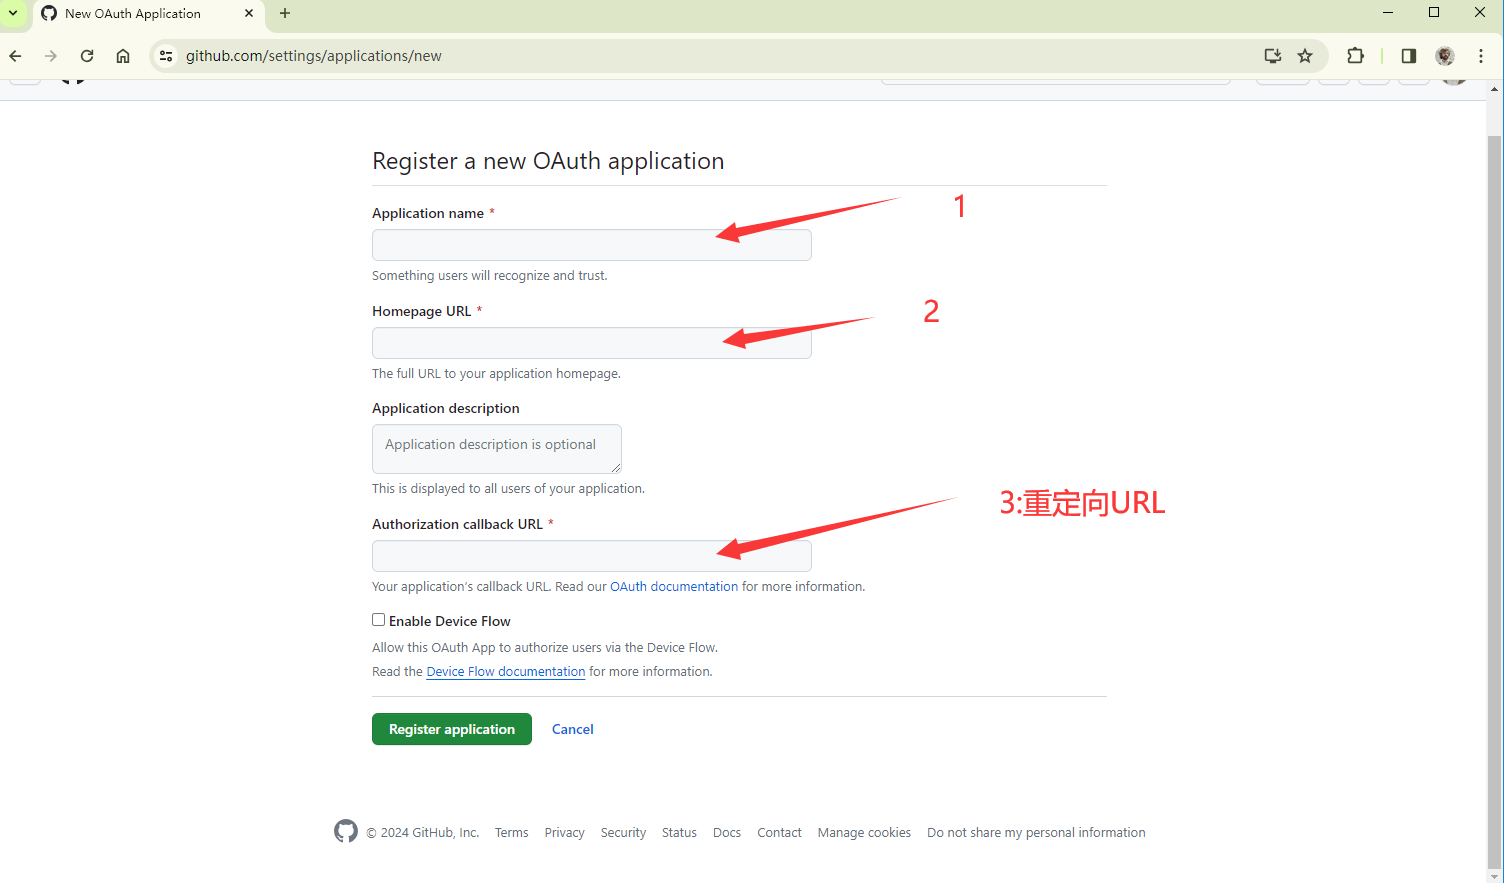 New OAuth Application
github.com/settings/applications/new
Register a new OAuth application
Application name *
1
Something users will recognize and trust.
Homepage URL *
2
The full URL to your application homepage.
Application description
Application description is optional
This is displayed to all users of your application.
3:重定向URL
Authorization callback URL *
Your application's callback URL. Read our OAuth documentation for more information.
Enable Device Flow
Allow this OAuth App to authorize users via the Device Flow.
Read the Device Flow documentation for more information.
Register application Cancel
© 2024 GitHub, Inc. Terms Privacy Security Status Docs Contact Manage cookies Do not share my personal information